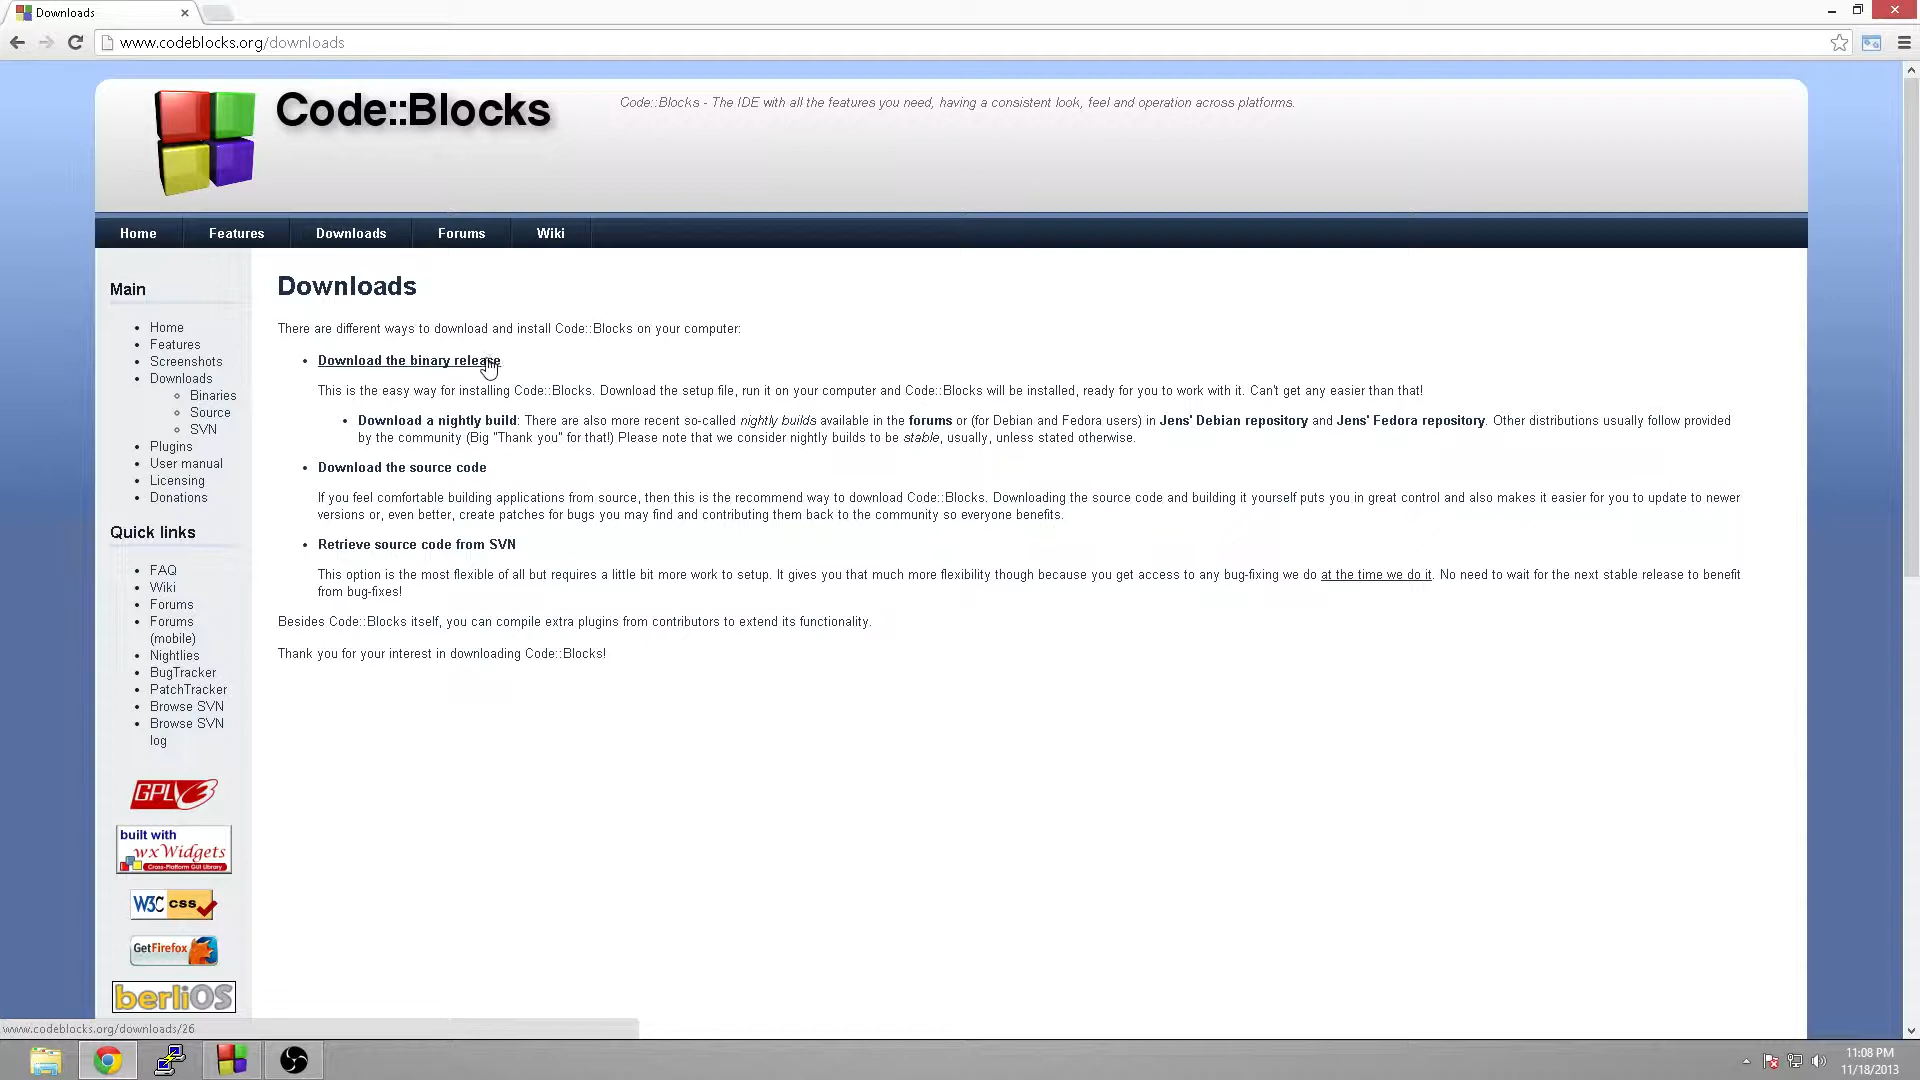 Downloads
www.codeblocks.org/downloads
Code::Blocks
Code::Blocks - The IDE with all the features you need, having a consistent look, feel and operation across platforms.
Home Features Downloads Forums Wiki
Main
Home
Features
Screenshots
Downloads
Binaries
Source
SVN
Plugins
User manual
Licensing
Donations
Quick links
FAQ
Wiki
Forums
Forums
(mobile)
Nightlies
BugTracker
PatchTracker
Browse SVN
Browse SVN
log
GPLv3
built with
wxWidgets
Cross-Platform GUI Library
W3C css
GetFirefox
berliOS
Downloads
There are different ways to download and install Code::Blocks on your computer:
Download the binary release
This is the easy way for installing Code::Blocks. Download the setup file, run it on your computer and Code::Blocks will be installed, ready for you to work with it. Can't get any easier than that!
Download a nightly build: There are also more recent so-called nightly builds available in the forums or (for Debian and Fedora users) in Jens' Debian repository and Jens' Fedora repository. Other distributions usually follow provided
by the community (Big "Thank you" for that!) Please note that we consider nightly builds to be stable, usually, unless stated otherwise.
Download the source code
If you feel comfortable building applications from source, then this is the recommend way to download Code::Blocks. Downloading the source code and building it yourself puts you in great control and also makes it easier for you to update to newer
versions or, even better, create patches for bugs you may find and contributing them back to the community so everyone benefits.
Retrieve source code from SVN
This option is the most flexible of all but requires a little bit more work to setup. It gives you that much more flexibility though because you get access to any bug-fixing we do at the time we do it. No need to wait for the next stable release to benefit
from bug-fixes!
Besides Code::Blocks itself, you can compile extra plugins from contributors to extend its functionality.
Thank you for your interest in downloading Code::Blocks!
www.codeblocks.org/downloads/26
11:08 PM
11/18/2013